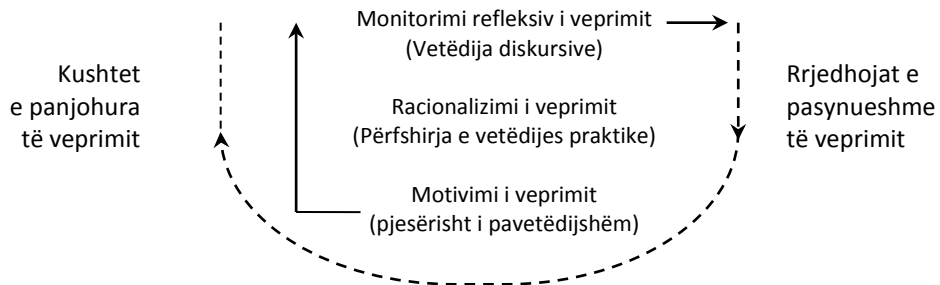 Monitorimi refleksiv i veprimit
(Vetëdija diskursive)
Kushtet
e panjohura
të veprimit
Racionalizimi i veprimit
(Përfshirja e vetëdijes praktike)
Rrjedhojat e
pasynueshme
të veprimit
Motivimi i veprimit
(pjesërisht i pavetëdijshëm)